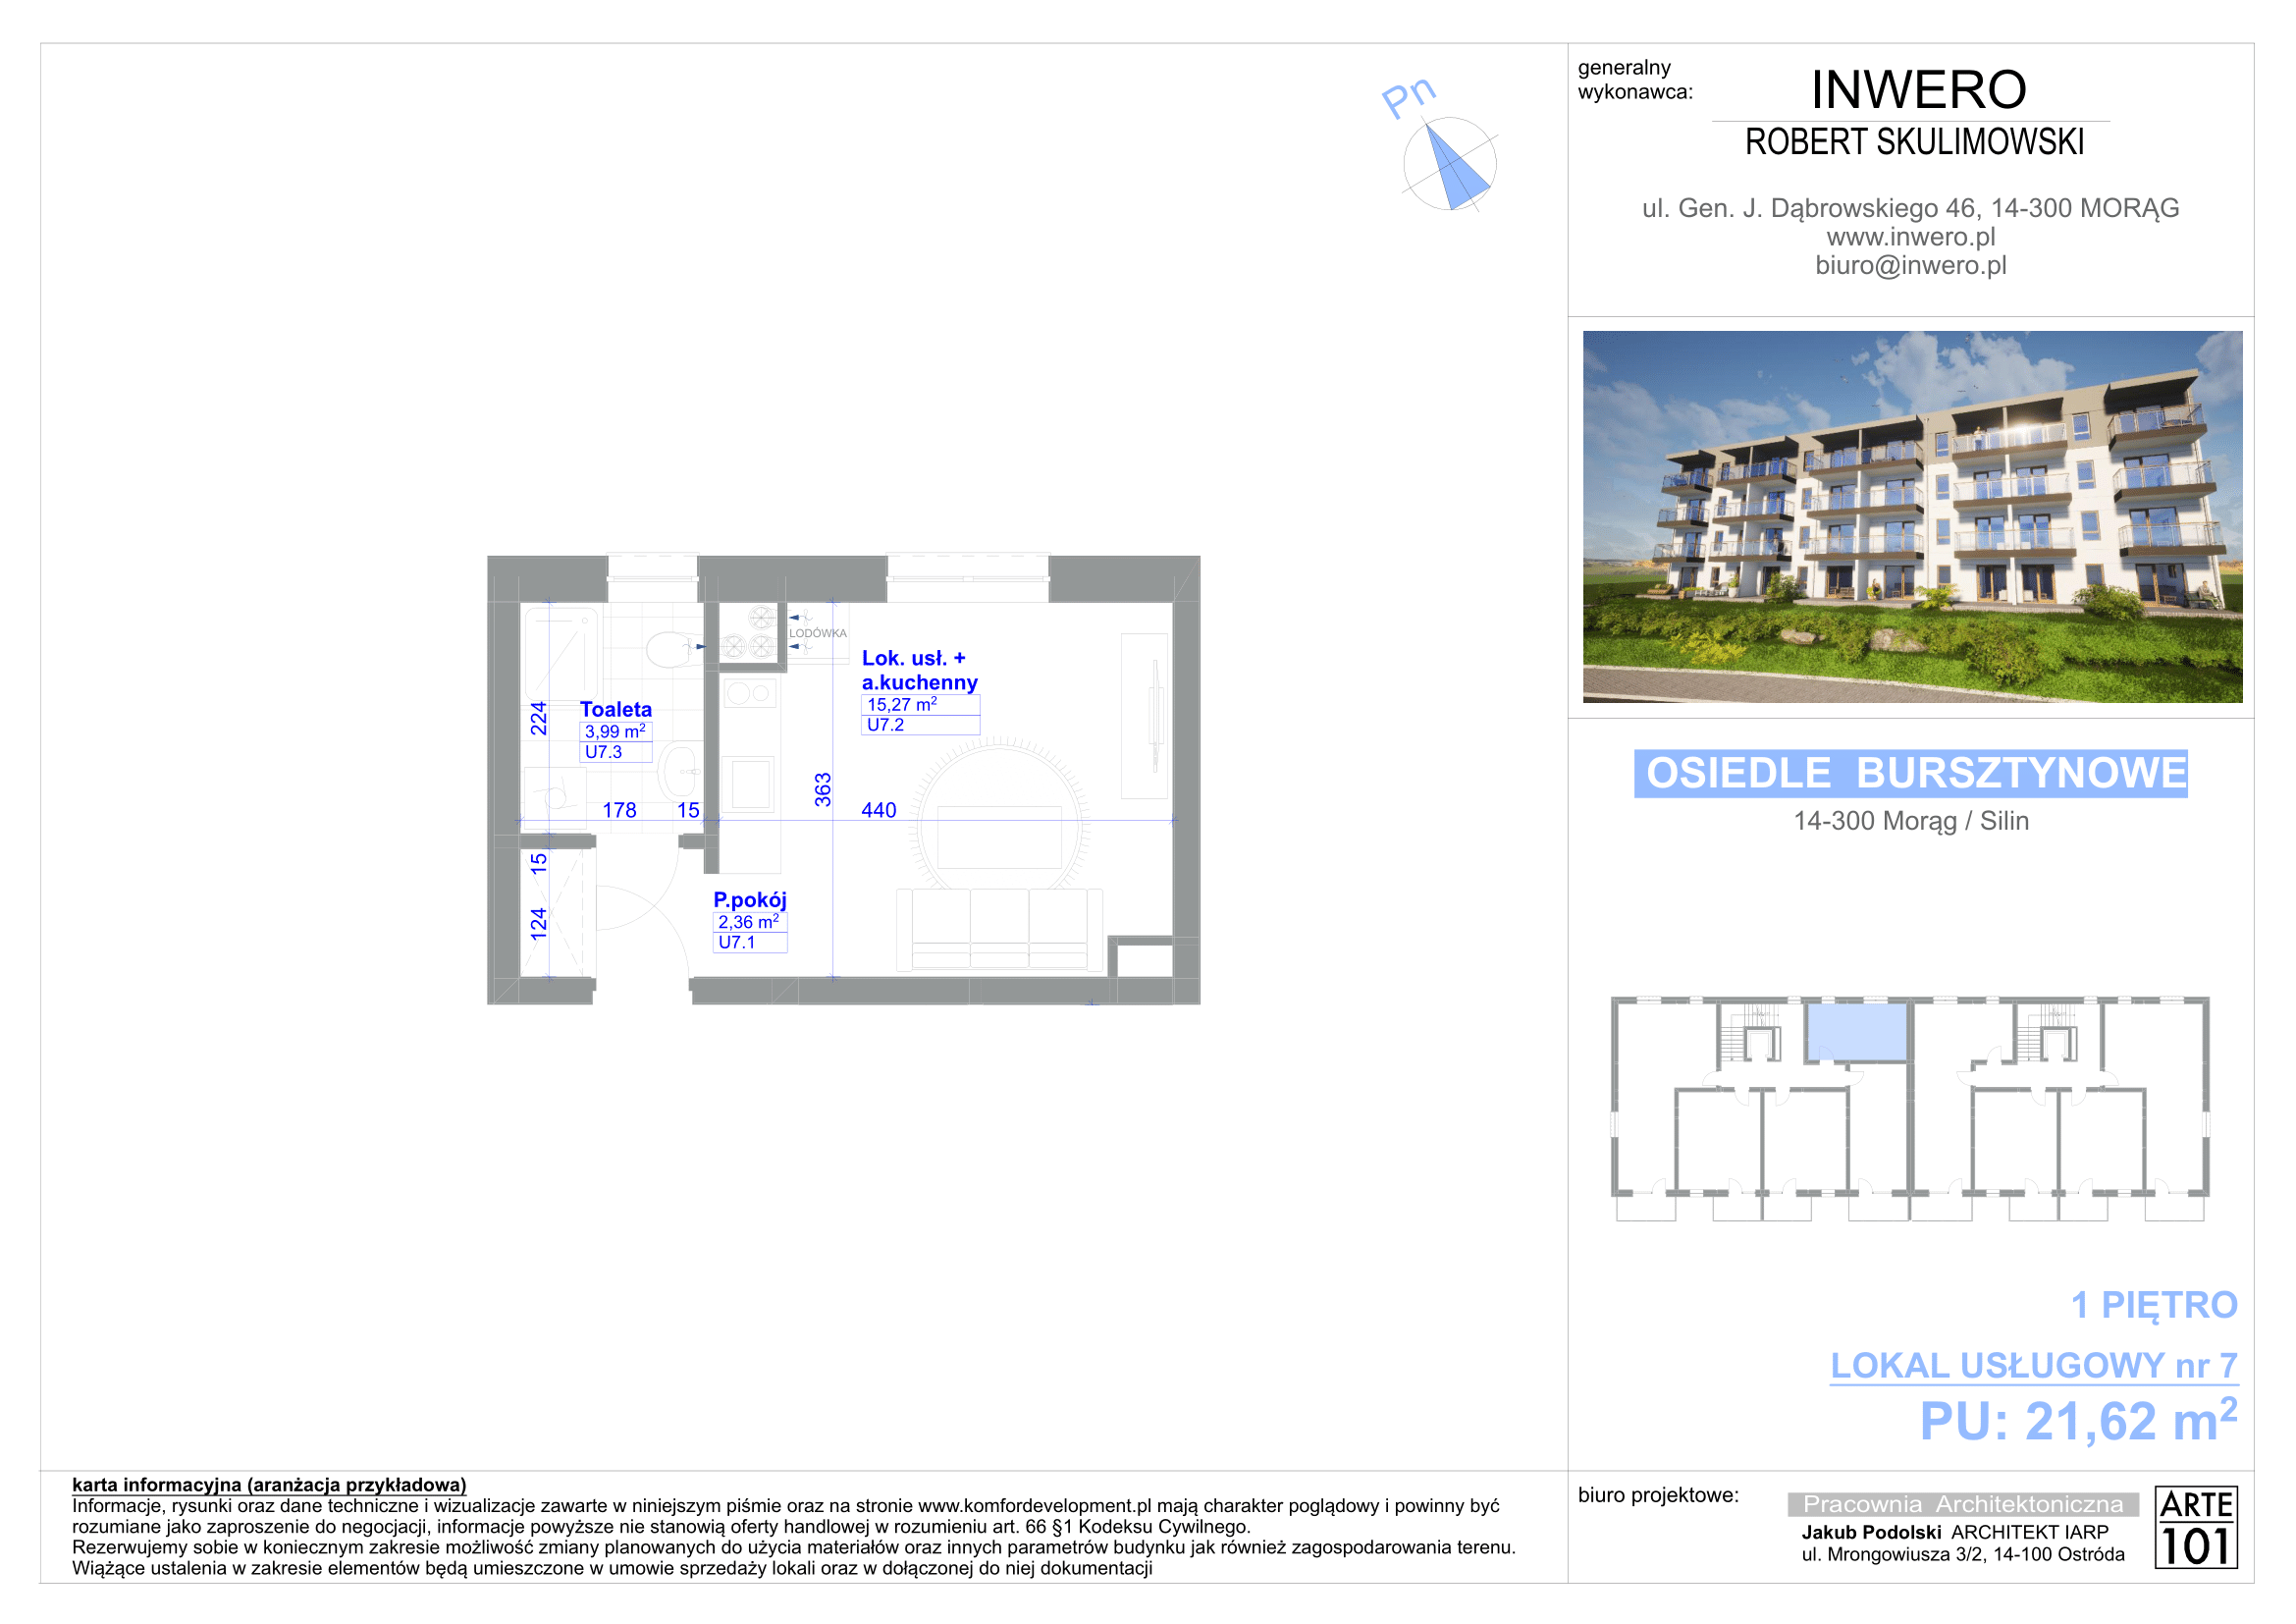 Pn
generalny
wykonawca:
INWERO
ROBERT SKULIMOWSKI
ul. Gen. J. Dąbrowskiego 46, 14-300 MORĄG
www.inwero.pl
biuro@inwero.pl
LODÓWKA
Lok. usł. +
a.kuchenny
15,27 m²
U7.2
Toaleta
3,99 m²
U7.3
224
178
15
363
440
15
124
P.pokój
2,36 m²
U7.1
OSIEDLE BURSZTYNOWE
14-300 Morąg / Silin
1 PIĘTRO
LOKAL USŁUGOWY nr 7
PU: 21,62 m²
karta informacyjna (aranżacja przykładowa)
Informacje, rysunki oraz dane techniczne i wizualizacje zawarte w niniejszym piśmie oraz na stronie www.komfordevelopment.pl mają charakter poglądowy i powinny być
rozumiane jako zaproszenie do negocjacji, informacje powyższe nie stanowią oferty handlowej w rozumieniu art. 66 §1 Kodeksu Cywilnego.
Rezerwujemy sobie w koniecznym zakresie możliwość zmiany planowanych do użycia materiałów oraz innych parametrów budynku jak również zagospodarowania terenu.
Wiążące ustalenia w zakresie elementów będą umieszczone w umowie sprzedaży lokali oraz w dołączonej do niej dokumentacji
biuro projektowe:
Pracownia Architektoniczna
Jakub Podolski ARCHITEKT IARP
ul. Mrongowiusza 3/2, 14-100 Ostróda
ARTE
101